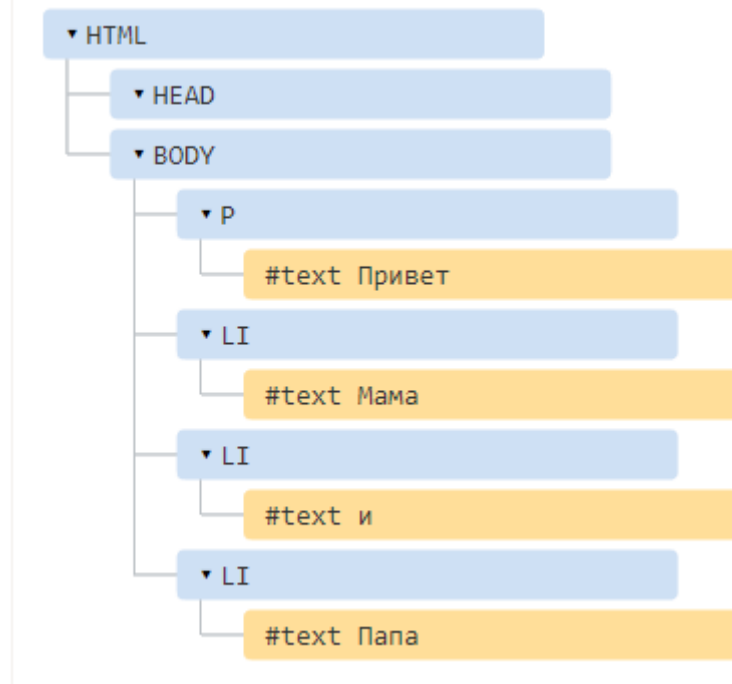 HTML
HEAD
BODY
P
#text Привет
LI
#text Мама
LI
#text и
LI
#text Папа